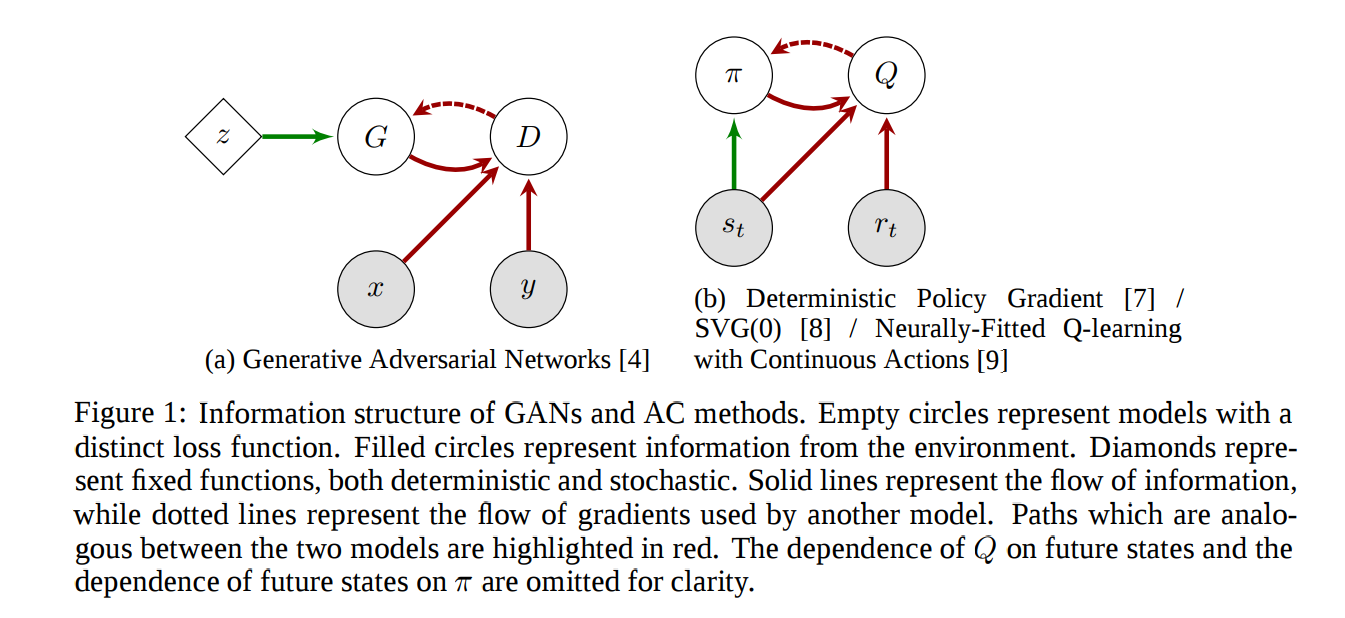 z
G
D
x
y
(a) Generative Adversarial Networks [4]
π
Q
s_t
r_t
(b) Deterministic Policy Gradient [7] /
SVG(0) [8] / Neurally-Fitted Q-learning
with Continuous Actions [9]
Figure 1: Information structure of GANs and AC methods. Empty circles represent models with a
distinct loss function. Filled circles represent information from the environment. Diamonds repre-
sent fixed functions, both deterministic and stochastic. Solid lines represent the flow of information,
while dotted lines represent the flow of gradients used by another model. Paths which are analo-
gous between the two models are highlighted in red. The dependence of Q on future states and the
dependence of future states on π are omitted for clarity.